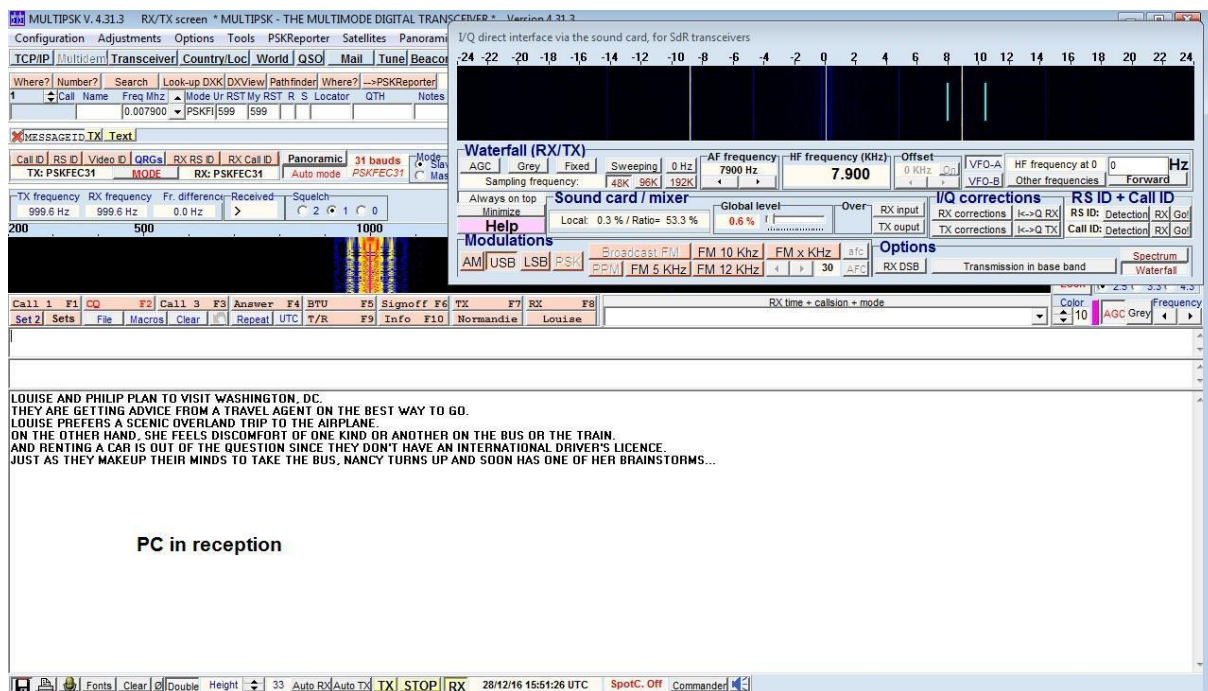 MULTIPSK V. 4.31.3 RX/TX screen * MULTIPSK - THE MULTIMODE DIGITAL TRANSCEIVER * Version 4.31.3
Configuration Adjustments Options Tools PSKReporter Satellites Panorami
TCP/IP Multidem Transceiver Country/Loc World QSO Mail Tune Beacon
Where? Number? Search Look-up DXK DXView Pathfinder Where? -->PSKReporter
1 Call Name Freq Mhz Mode Ur RST My RST R S Locator QTH Notes
0.007900 PSKFI 599 599
MESSAGEID TX Text
Call ID RS ID Video ID QRGs RX RS ID RX Call ID Panoramic 31 bauds Mode Sla
TX: PSKFEC31 MODE RX: PSKFEC31 Auto mode PSKFEC31 Mas
TX frequency RX frequency Fr. difference Received Squelch
999.6 Hz 999.6 Hz 0.0 Hz > 2 1 0
200 500 1000
I/Q direct interface via the sound card, for SdR transceivers
-24 -22 -20 -18 -16 -14 -12 -10 -8 -6 -4 -2 0 2 4 6 8 10 12 14 16 18 20 22 24
Waterfall (RX/TX) AF frequency HF frequency (KHz) Offset
AGC Grey Fixed Sweeping 0 Hz 7900 Hz 7.900 0 KHz On VFO-A HF frequency at 0 0 Hz
Sampling frequency: 48K 96K 192K VFO-B Other frequencies Forward
Always on top Sound card / mixer Global level Over I/Q corrections RS ID + Call ID
Minimize Local: 0.3 % / Ratio= 53.3 % 0.6 % RX input RX corrections I<->Q RX RS ID: Detection RX Go!
Help TX ouput TX corrections I<->Q TX Call ID: Detection RX Go!
Modulations Options
AM USB LSB PSK Broadcast FM FM 10 Khz FM x KHz afc Spectrum
PPM FM 5 KHz FM 12 KHz 30 AFC RX DSB Transmission in base band Waterfall
2.5 3.3 4.3
Call 1 F1 CQ F2 Call 3 F3 Answer F4 BTU F5 Signoff F6 TX F7 RX F8 RX time + callsign + mode Color Frequency
Set 2 Sets File Macros Clear Repeat UTC T/R F9 Info F10 Normandie Louise 10 AGC Grey
LOUISE AND PHILIP PLAN TO VISIT WASHINGTON, DC.
THEY ARE GETTING ADVICE FROM A TRAVEL AGENT ON THE BEST WAY TO GO.
LOUISE PREFERS A SCENIC OVERLAND TRIP TO THE AIRPLANE.
ON THE OTHER HAND, SHE FEELS DISCOMFORT OF ONE KIND OR ANOTHER ON THE BUS OR THE TRAIN.
AND RENTING A CAR IS OUT OF THE QUESTION SINCE THEY DON'T HAVE AN INTERNATIONAL DRIVER'S LICENCE.
JUST AS THEY MAKEUP THEIR MINDS TO TAKE THE BUS, NANCY TURNS UP AND SOON HAS ONE OF HER BRAINSTORMS...
PC in reception
Fonts Clear Ø Double Height 33 Auto RX Auto TX TX STOP RX 28/12/16 15:51:26 UTC SpotC. Off Commander